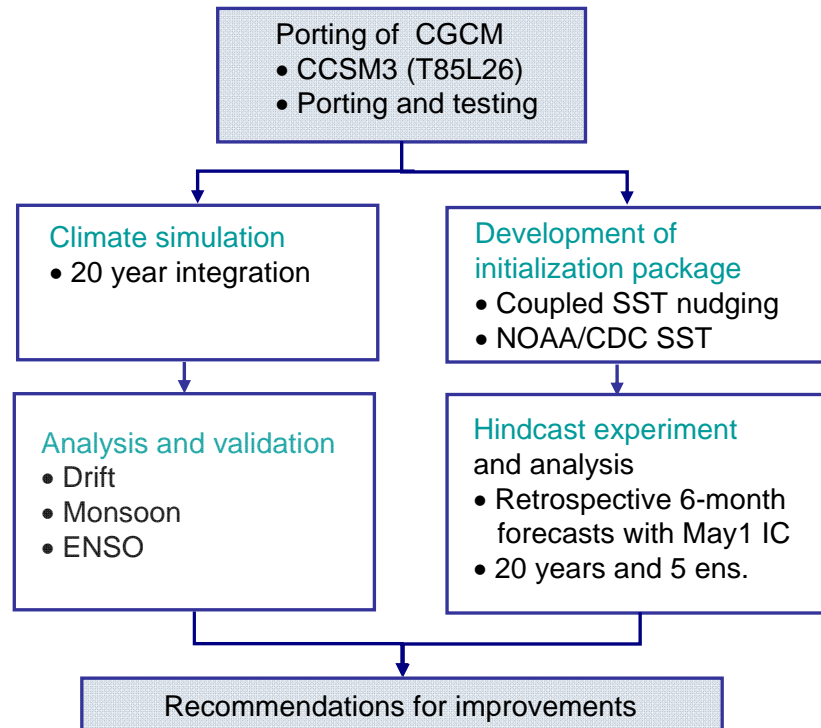 Porting of CGCM
• CCSM3 (T85L26)
• Porting and testing
Climate simulation
• 20 year integration
Development of
initialization package
• Coupled SST nudging
• NOAA/CDC SST
Analysis and validation
• Drift
• Monsoon
• ENSO
Hindcast experiment
and analysis
• Retrospective 6-month
forecasts with May1 IC
• 20 years and 5 ens.
Recommendations for improvements